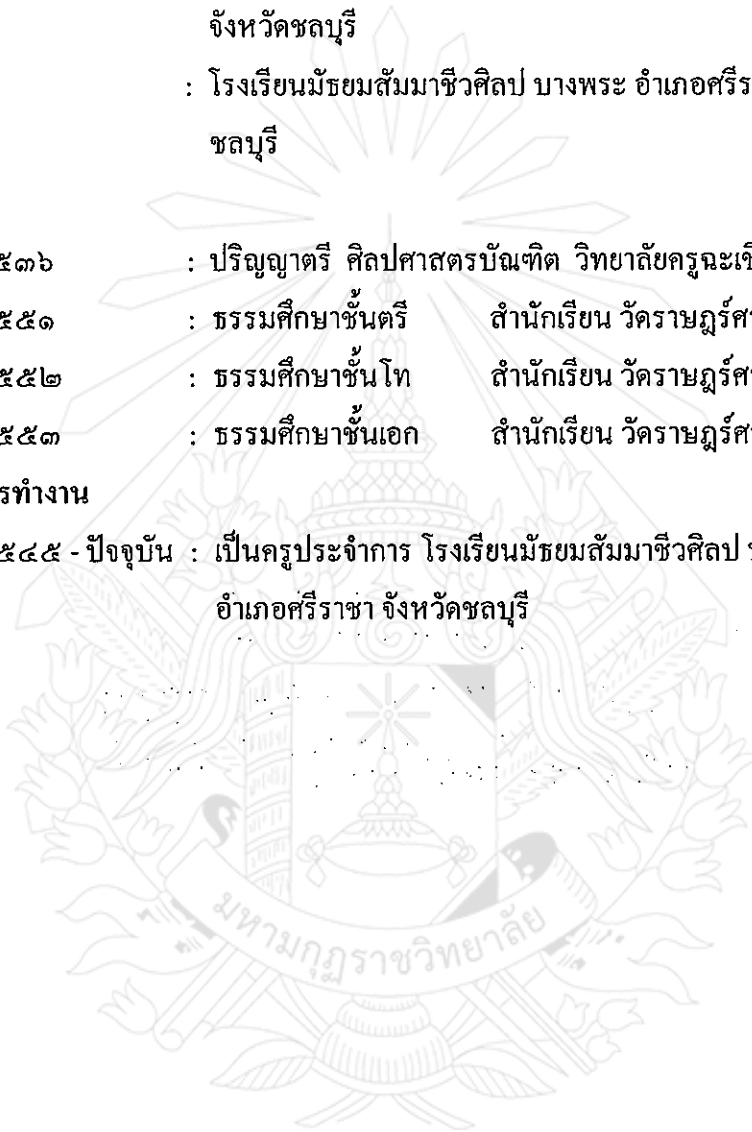 จังหวัดชลบุรี
: โรงเรียนมัธยมสัมมาชีวศิลป บางพระ อำเภอศรีร
ชลบุรี
๕๓๖ : ปริญญาตรี ศิลปศาสตรบัณฑิต วิทยาลัยครูฉะเชิ
๕๕๑ : ธรรมศึกษาชั้นตรี สำนักเรียน วัดราษฎร์ศ
๕๕๒ : ธรรมศึกษาชั้นโท สำนักเรียน วัดราษฎร์ศ
๕๕๓ : ธรรมศึกษาชั้นเอก สำนักเรียน วัดราษฎร์ศ
รทำงาน
๕๔๕ - ปัจจุบัน : เป็นครูประจำการ โรงเรียนมัธยมสัมมาชีวศิลป
อำเภอศรีราชา จังหวัดชลบุรี
มหามกุฏราชวิทยาลัย